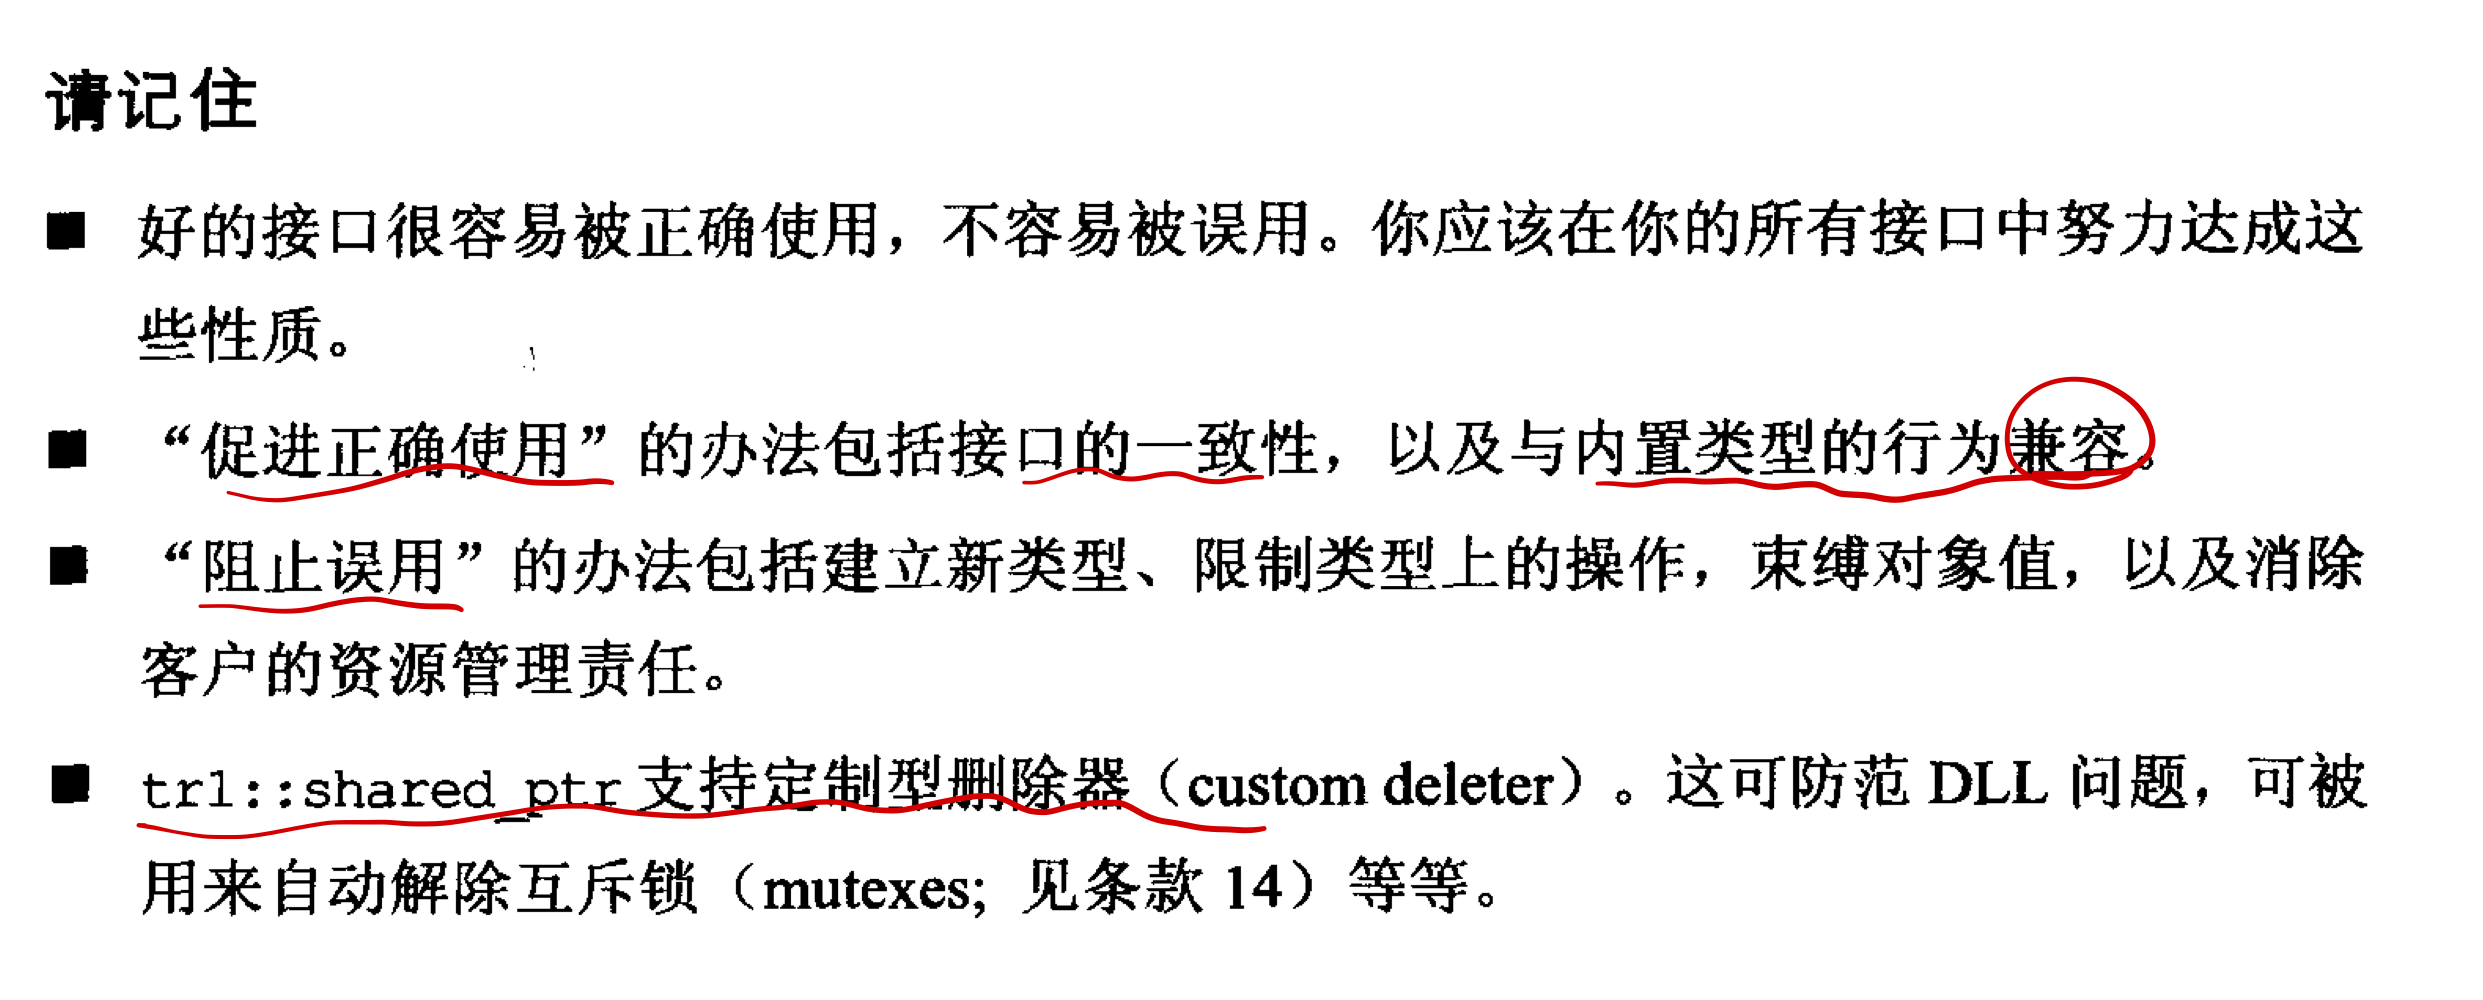 请记住
■ 好的接口很容易被正确使用，不容易被误用。你应该在你的所有接口中努力达成这
些性质。
■ “促进正确使用”的办法包括接口的一致性，以及与内置类型的行为兼容。
■ “阻止误用”的办法包括建立新类型、限制类型上的操作，束缚对象值，以及消除
客户的资源管理责任。
■ tr1::shared_ptr 支持定制型删除器（custom deleter）。这可防范 DLL 问题，可被
用来自动解除互斥锁（mutexes; 见条款 14）等等。